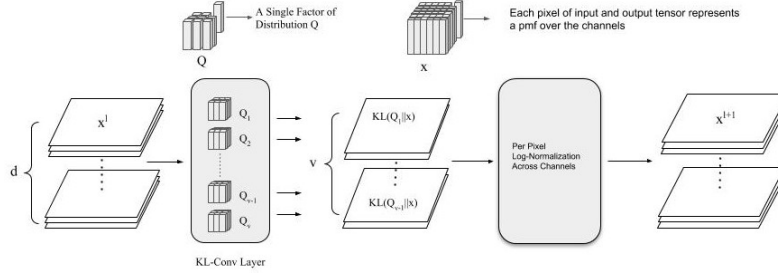 A Single Factor of
Distribution Q
Q
Each pixel of input and output tensor represents
a pmf over the channels
x
d
x^l
Q_1
Q_2
Q_{v-1}
Q_v
KL-Conv Layer
v
KL(Q_1||x)
KL(Q_{v-1}||x)
Per Pixel
Log-Normalization
Across Channels
x^{l+1}